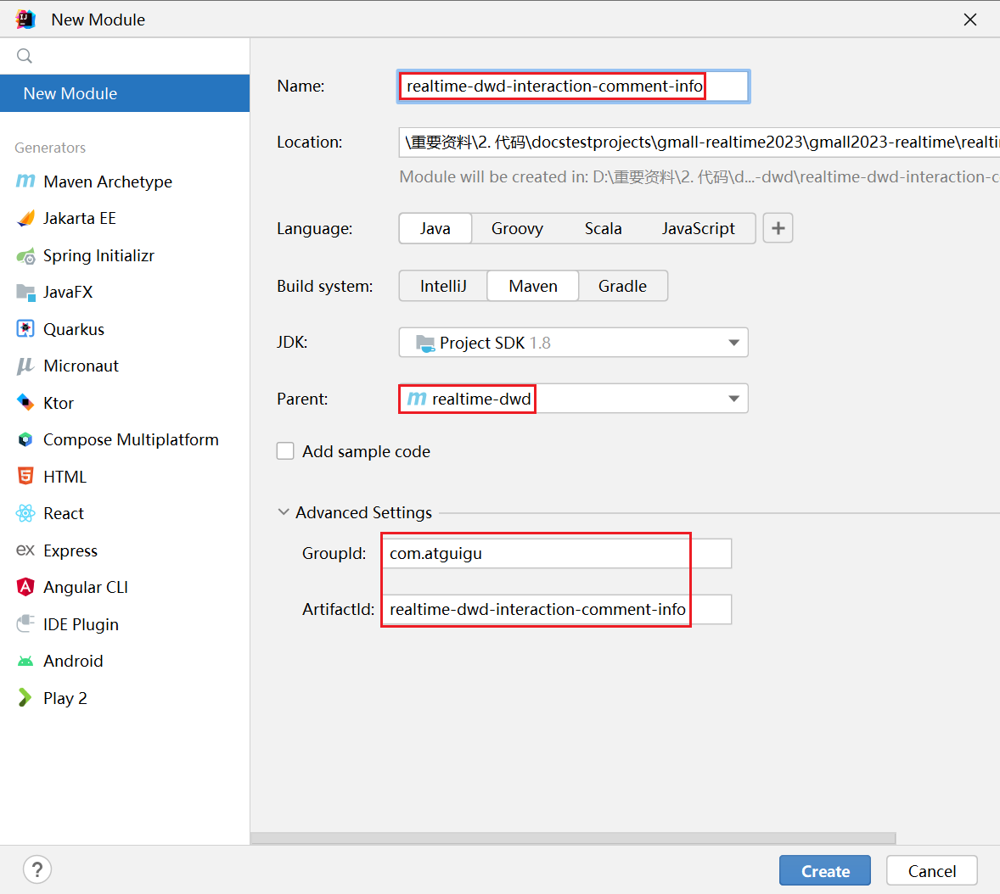 New Module
New Module
Generators
Maven Archetype
Jakarta EE
Spring Initializr
JavaFX
Quarkus
Micronaut
Ktor
Compose Multiplatform
HTML
React
Express
Angular CLI
IDE Plugin
Android
Play 2
Name: realtime-dwd-interaction-comment-info
Location: \重要资料\2. 代码\docstestprojects\gmall-realtime2023\gmall2023-realtime\realti
Module will be created in: D:\重要资料\2. 代码\d...-dwd\realtime-dwd-interaction-c
Language: Java Groovy Scala JavaScript +
Build system: IntelliJ Maven Gradle
JDK: Project SDK 1.8
Parent: realtime-dwd
Add sample code
Advanced Settings
GroupId: com.atguigu
ArtifactId: realtime-dwd-interaction-comment-info
? Create Cancel